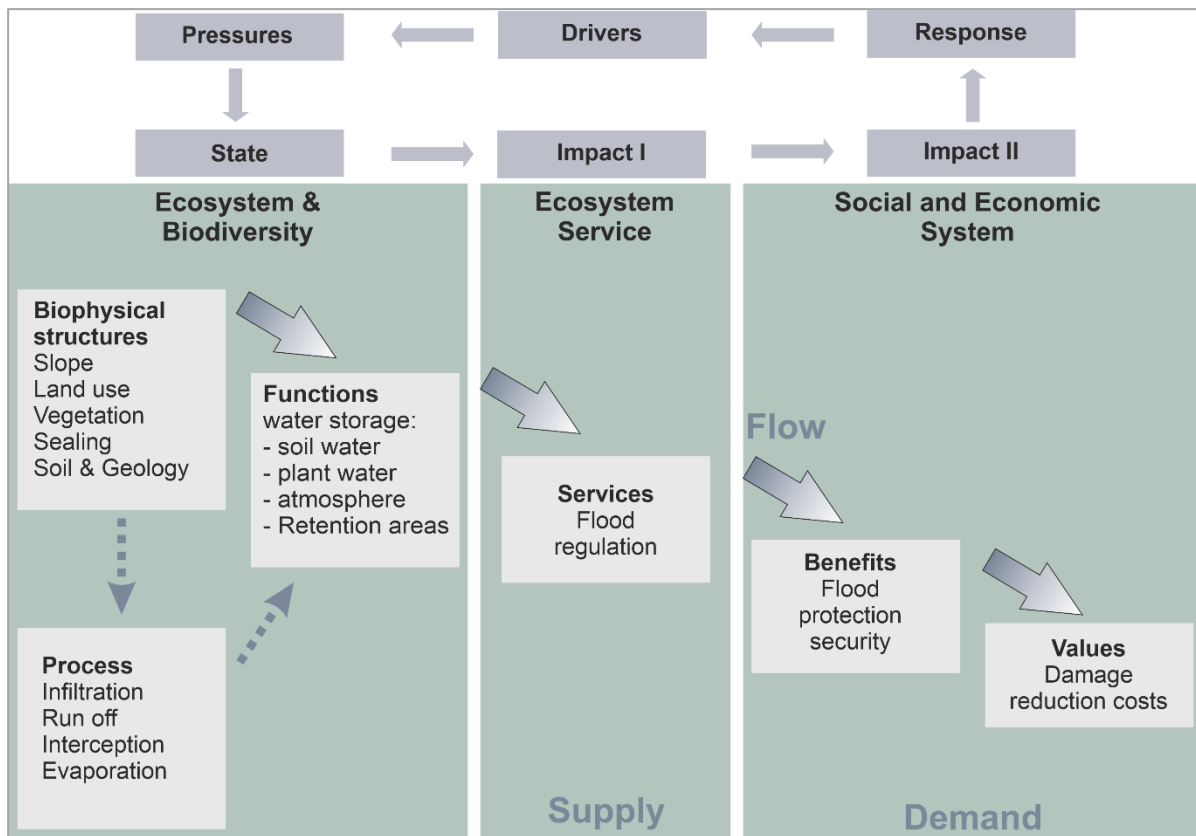 Pressures
Drivers
Response
State
Impact I
Impact II
Ecosystem &
Biodiversity
Ecosystem
Service
Social and Economic
System
Biophysical
structures
Slope
Land use
Vegetation
Sealing
Soil & Geology
Functions
water storage:
- soil water
- plant water
- atmosphere
- Retention areas
Process
Infiltration
Run off
Interception
Evaporation
Services
Flood
regulation
Flow
Benefits
Flood
protection
security
Values
Damage
reduction costs
Supply
Demand